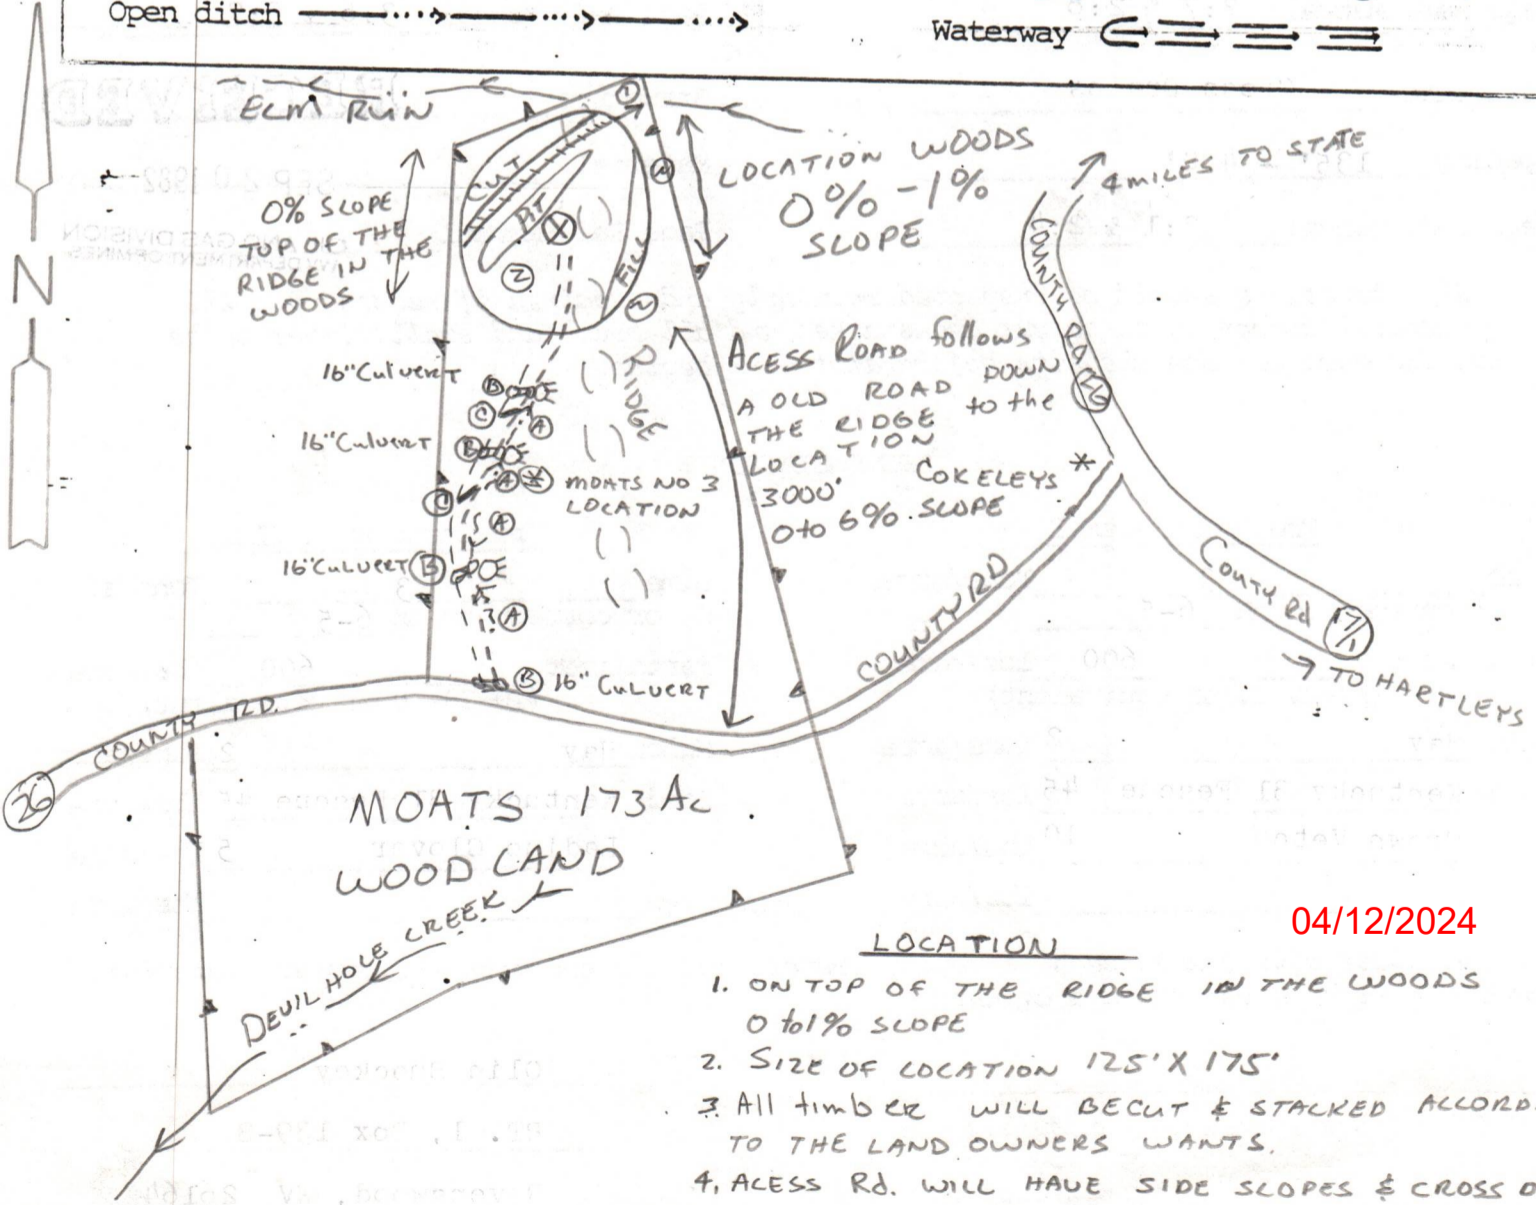 Open ditch
Waterway
ELM RUN
CUT
PIT
FILL
N
0% SLOPE
TOP OF THE
RIDGE IN THE
WOODS
LOCATION WOODS
0% - 1%
SLOPE
4 MILES TO STATE
COUNTY Rd 26
RIDGE
ACESS ROAD follows
A OLD ROAD DOWN
THE RIDGE to the
LOCATION
3000'
0 to 6% SLOPE
COKELEYS *
16" CulverT
16" Culvert
MOATS NO 3
LOCATION
16" CulverT
16" CulverT
COUNTY RD
County Rd 17/1
TO HARTLEYS
COUNTY RD.
26
MOATS 173 Ac
WOOD LAND
DEVIL HOLE CREEK
04/12/2024
LOCATION
1. ON TOP OF THE RIDGE IN THE WOODS
0 to 1% SLOPE
2. SIZE OF LOCATION 125' X 175'
3. All timber WILL BE CUT & STACKED ACCORD
TO THE LAND OWNERS WANTS.
4. ACESS Rd. WILL HAVE SIDE SLOPES & CROSS D